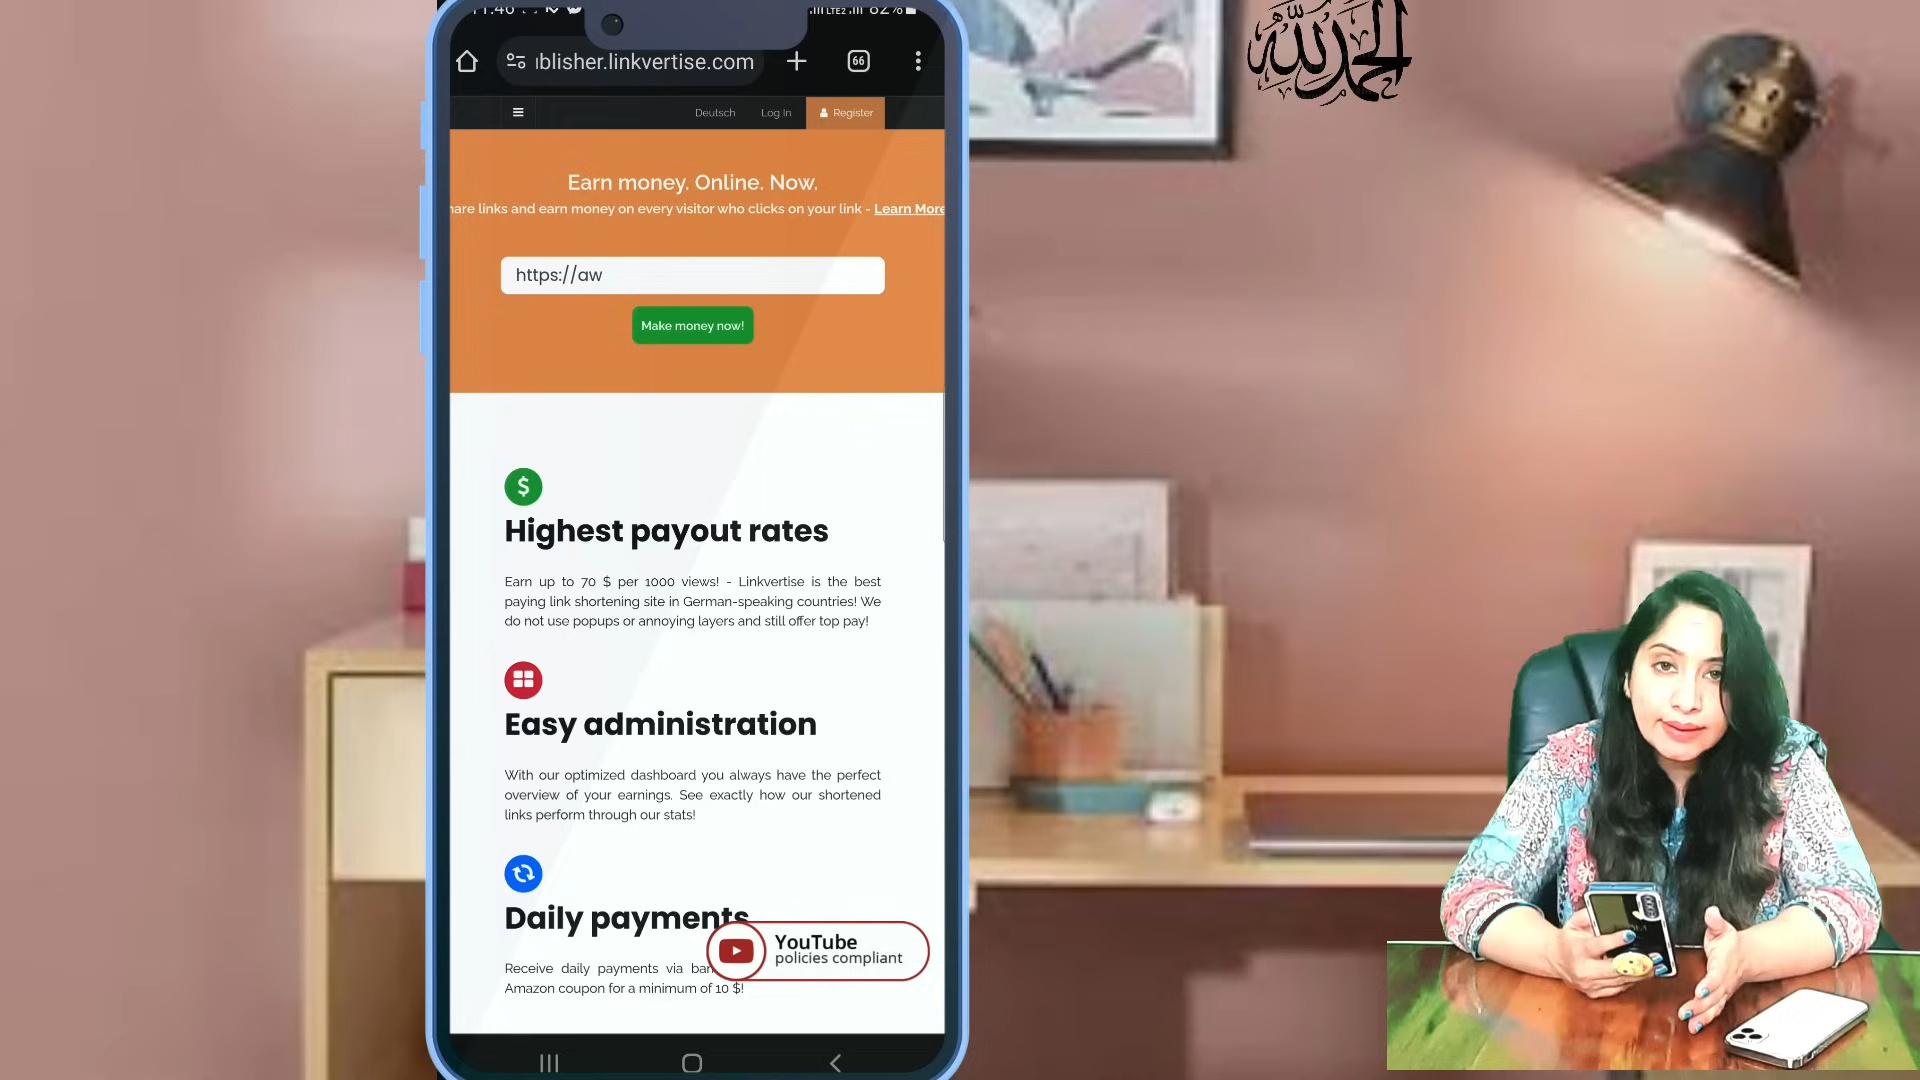 LTE2 82%
blisher.linkvertise.com
66
Deutsch Log In Register
Earn money. Online. Now.
links and earn money on every visitor who clicks on your link - Learn More
https://aw
Make money now!
$
Highest payout rates
Earn up to 70 $ per 1000 views! - Linkvertise is the best
paying link shortening site in German-speaking countries! We
do not use popups or annoying layers and still offer top pay!
Easy administration
With our optimized dashboard you always have the perfect
overview of your earnings. See exactly how our shortened
links perform through our stats!
Daily payments
Receive daily payments via
Amazon coupon for a minimum of 10 $!
YouTube
policies compliant
الحمد لله